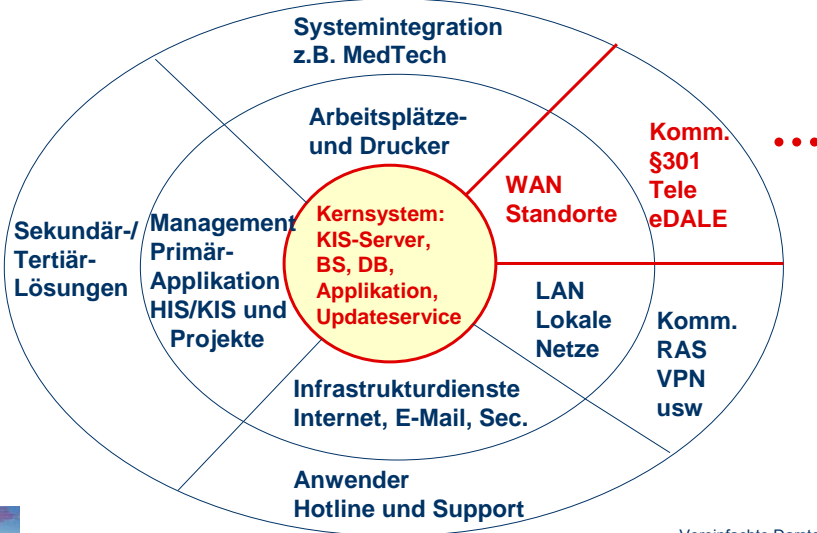 Systemintegration
z.B. MedTech
Arbeitsplätze-
und Drucker
Komm.
§301
Tele
eDALE
WAN
Standorte
Sekundär-/
Tertiär-
Lösungen
Management
Primär-
Applikation
HIS/KIS und
Projekte
Kernsystem:
KIS-Server,
BS, DB,
Applikation,
Updateservice
LAN
Lokale
Netze
Komm.
RAS
VPN
usw
Infrastrukturdienste
Internet, E-Mail, Sec.
Anwender
Hotline und Support